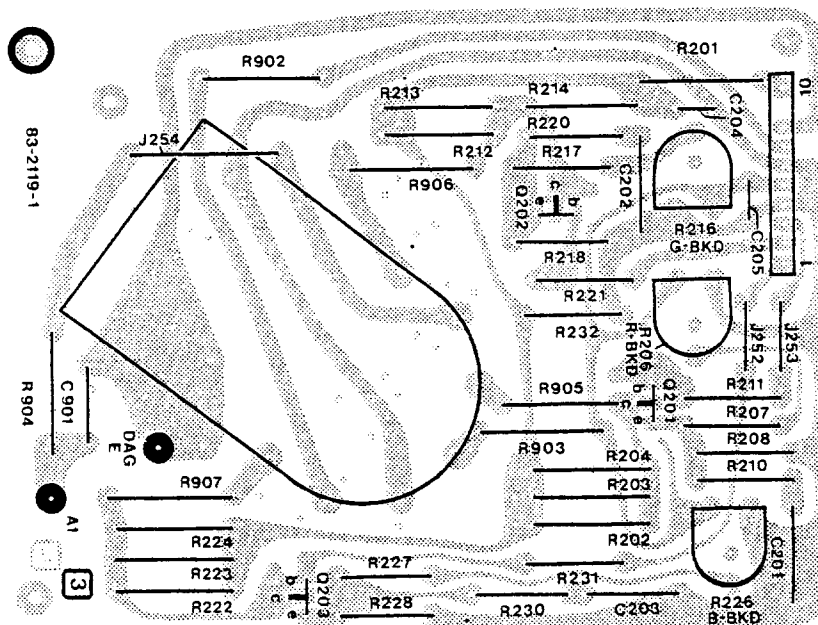 R201
R902
R213
R214
10
C204
R220
J254
R212
R217
83-2119-1
R906
C202
Q202
b
c
e
R216
G-BKD
C205
R218
1
R221
R232
R206
R-BKD
J252
J253
R904
C901
R905
b
c
e
Q201
R211
R207
DAG
E
R903
R208
R204
R210
R907
R203
A1
R224
R202
C201
R223
R227
R231
3
R222
b
c
e
Q203
R228
R230
C203
R226
B-BKD